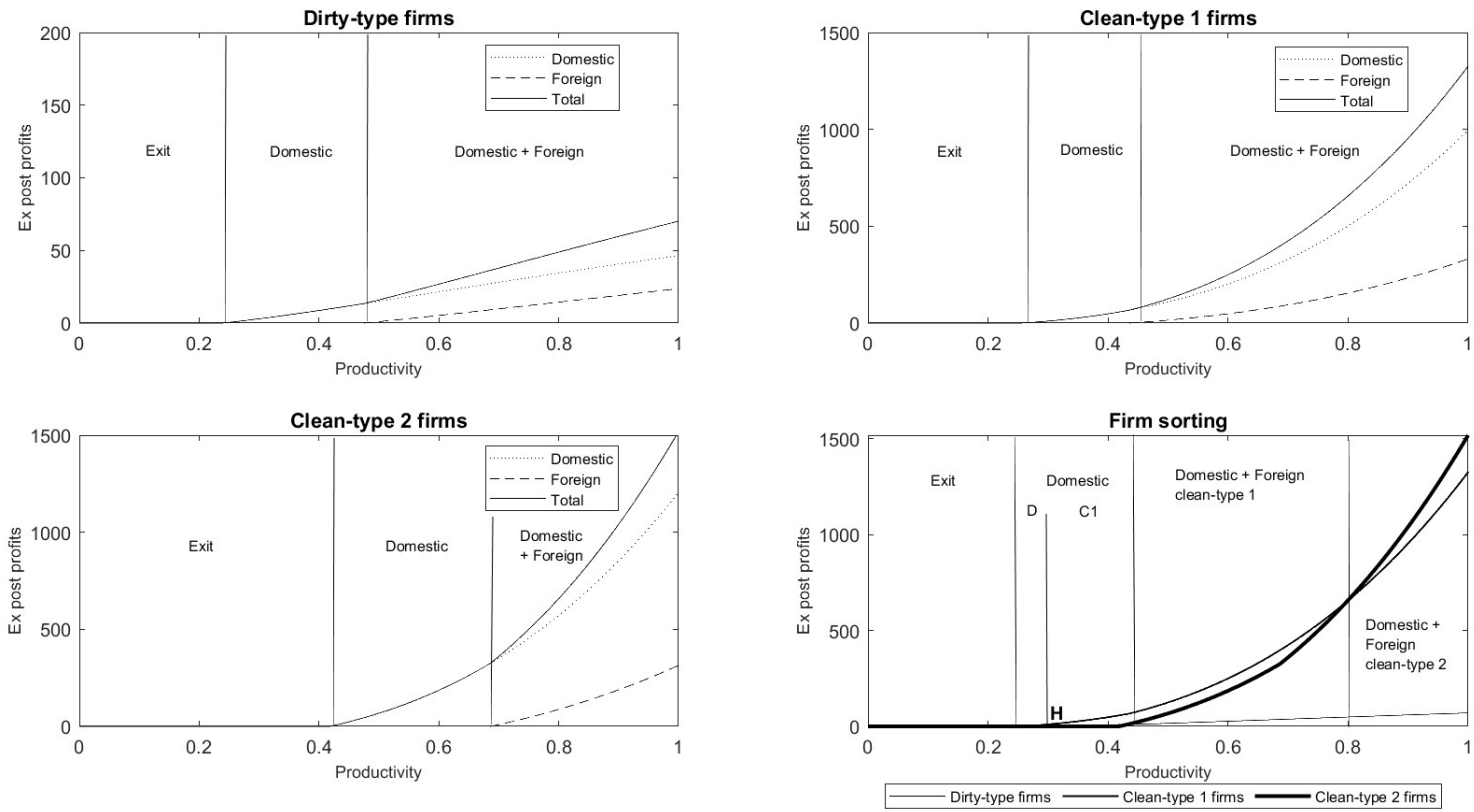 Dirty-type firms
200
150
100
50
0
Ex post profits
Domestic
Foreign
Total
Exit
Domestic
Domestic + Foreign
0 0.2 0.4 0.6 0.8 1
Productivity
Clean-type 1 firms
1500
1000
500
0
Ex post profits
Domestic
Foreign
Total
Exit
Domestic
Domestic + Foreign
0 0.2 0.4 0.6 0.8 1
Productivity
Clean-type 2 firms
1500
1000
500
0
Ex post profits
Domestic
Foreign
Total
Exit
Domestic
Domestic
+ Foreign
0 0.2 0.4 0.6 0.8 1
Productivity
Firm sorting
1500
1000
500
0
Ex post profits
Exit
Domestic
D
C1
Domestic + Foreign
clean-type 1
Domestic +
Foreign
clean-type 2
H
0 0.2 0.4 0.6 0.8 1
Productivity
Dirty-type firms Clean-type 1 firms Clean-type 2 firms